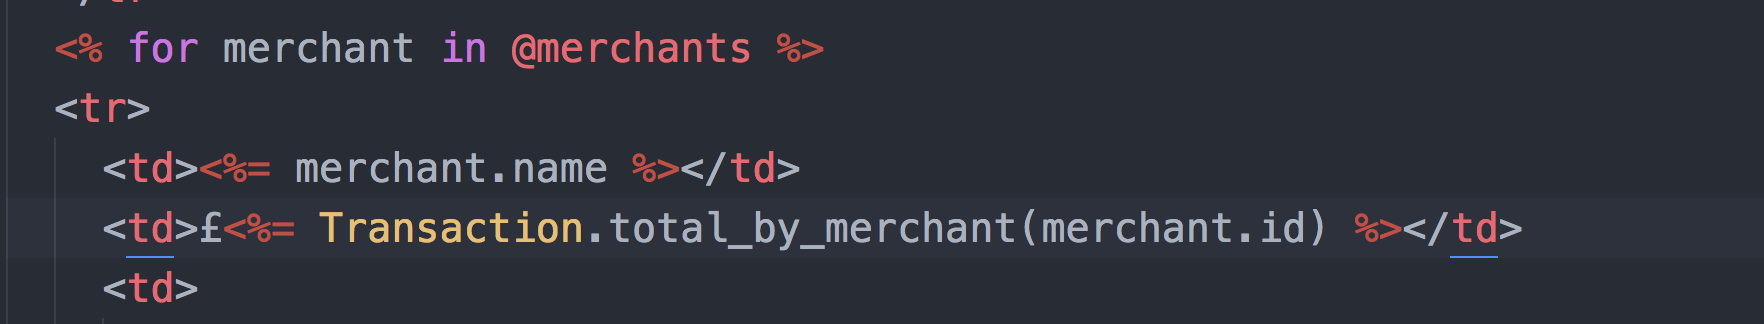 <% for merchant in @merchants %>
<tr>
<td><%= merchant.name %></td>
<td>£<%= Transaction.total_by_merchant(merchant.id) %></td>
<td>